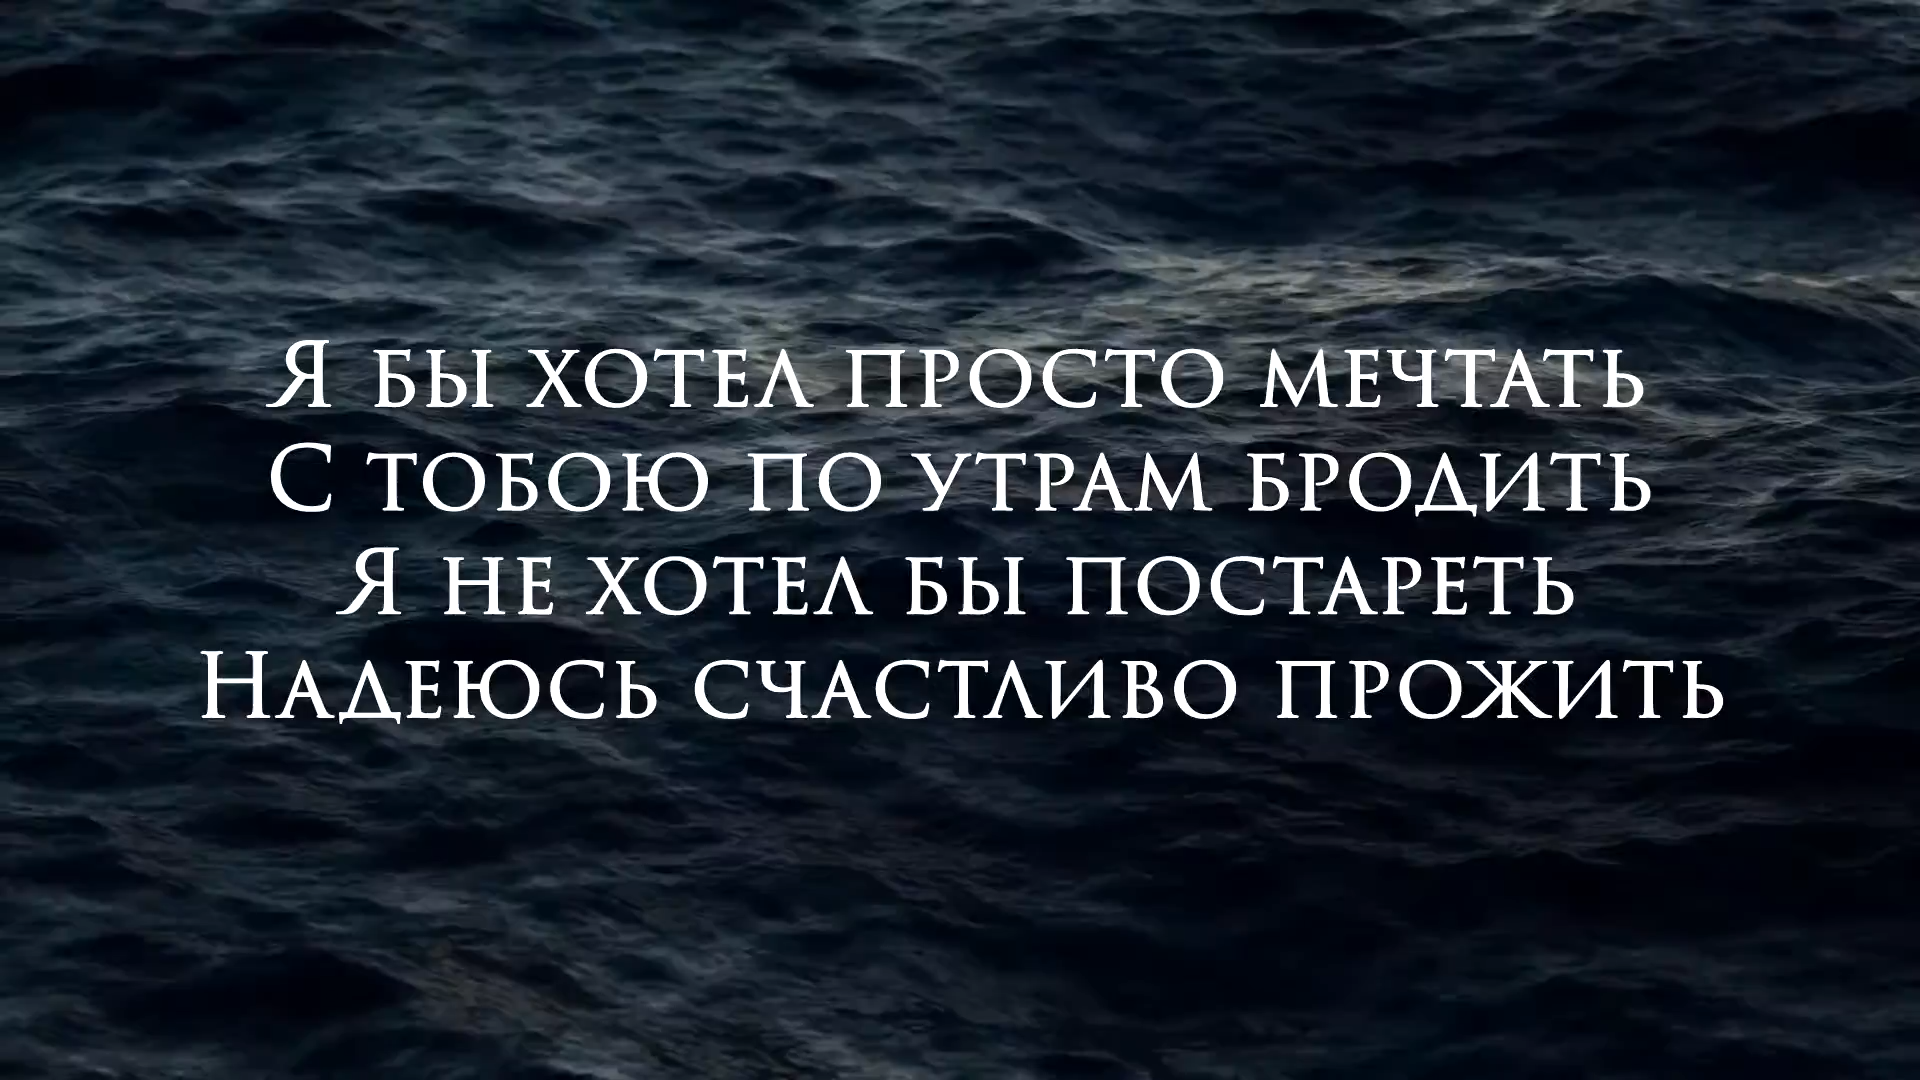 Я бы хотел просто мечтать
С тобою по утрам бродить
Я не хотел бы постареть
Надеюсь счастливо прожить